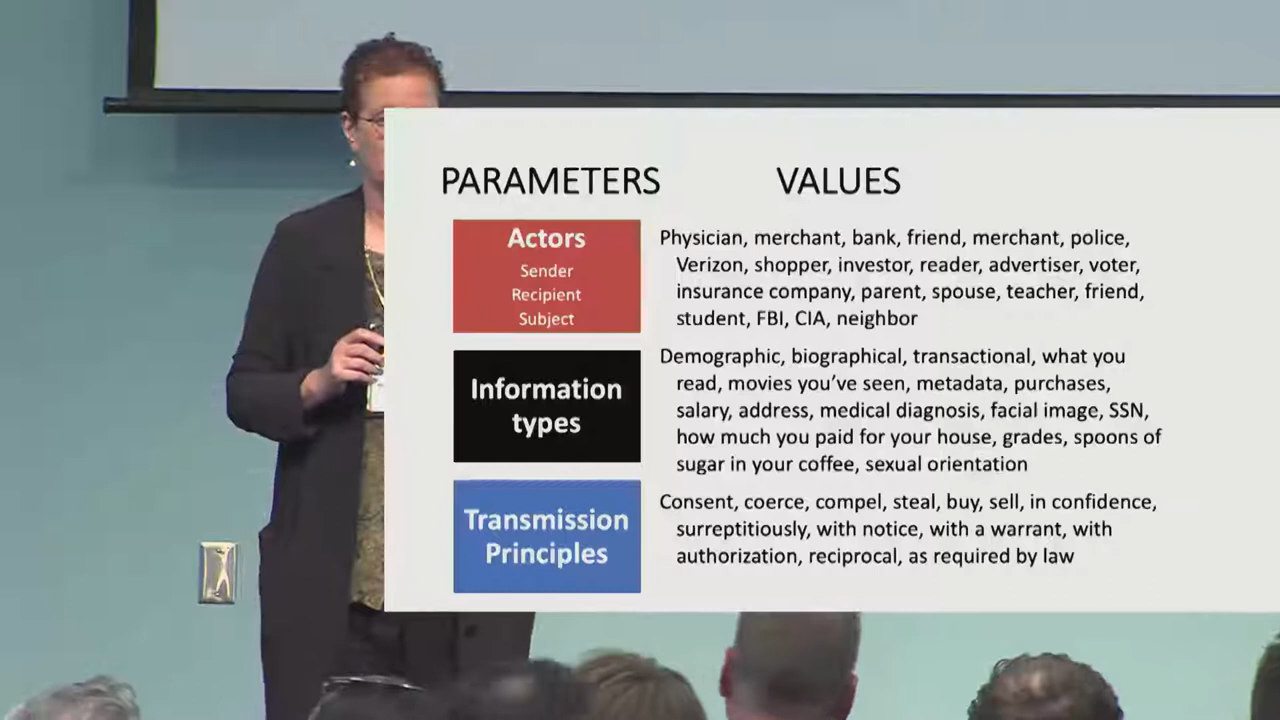 PARAMETERS VALUES
Actors
Sender
Recipient
Subject
Physician, merchant, bank, friend, merchant, police,
Verizon, shopper, investor, reader, advertiser, voter,
insurance company, parent, spouse, teacher, friend,
student, FBI, CIA, neighbor
Information
types
Demographic, biographical, transactional, what you
read, movies you’ve seen, metadata, purchases,
salary, address, medical diagnosis, facial image, SSN,
how much you paid for your house, grades, spoons of
sugar in your coffee, sexual orientation
Transmission
Principles
Consent, coerce, compel, steal, buy, sell, in confidence,
surreptitiously, with notice, with a warrant, with
authorization, reciprocal, as required by law